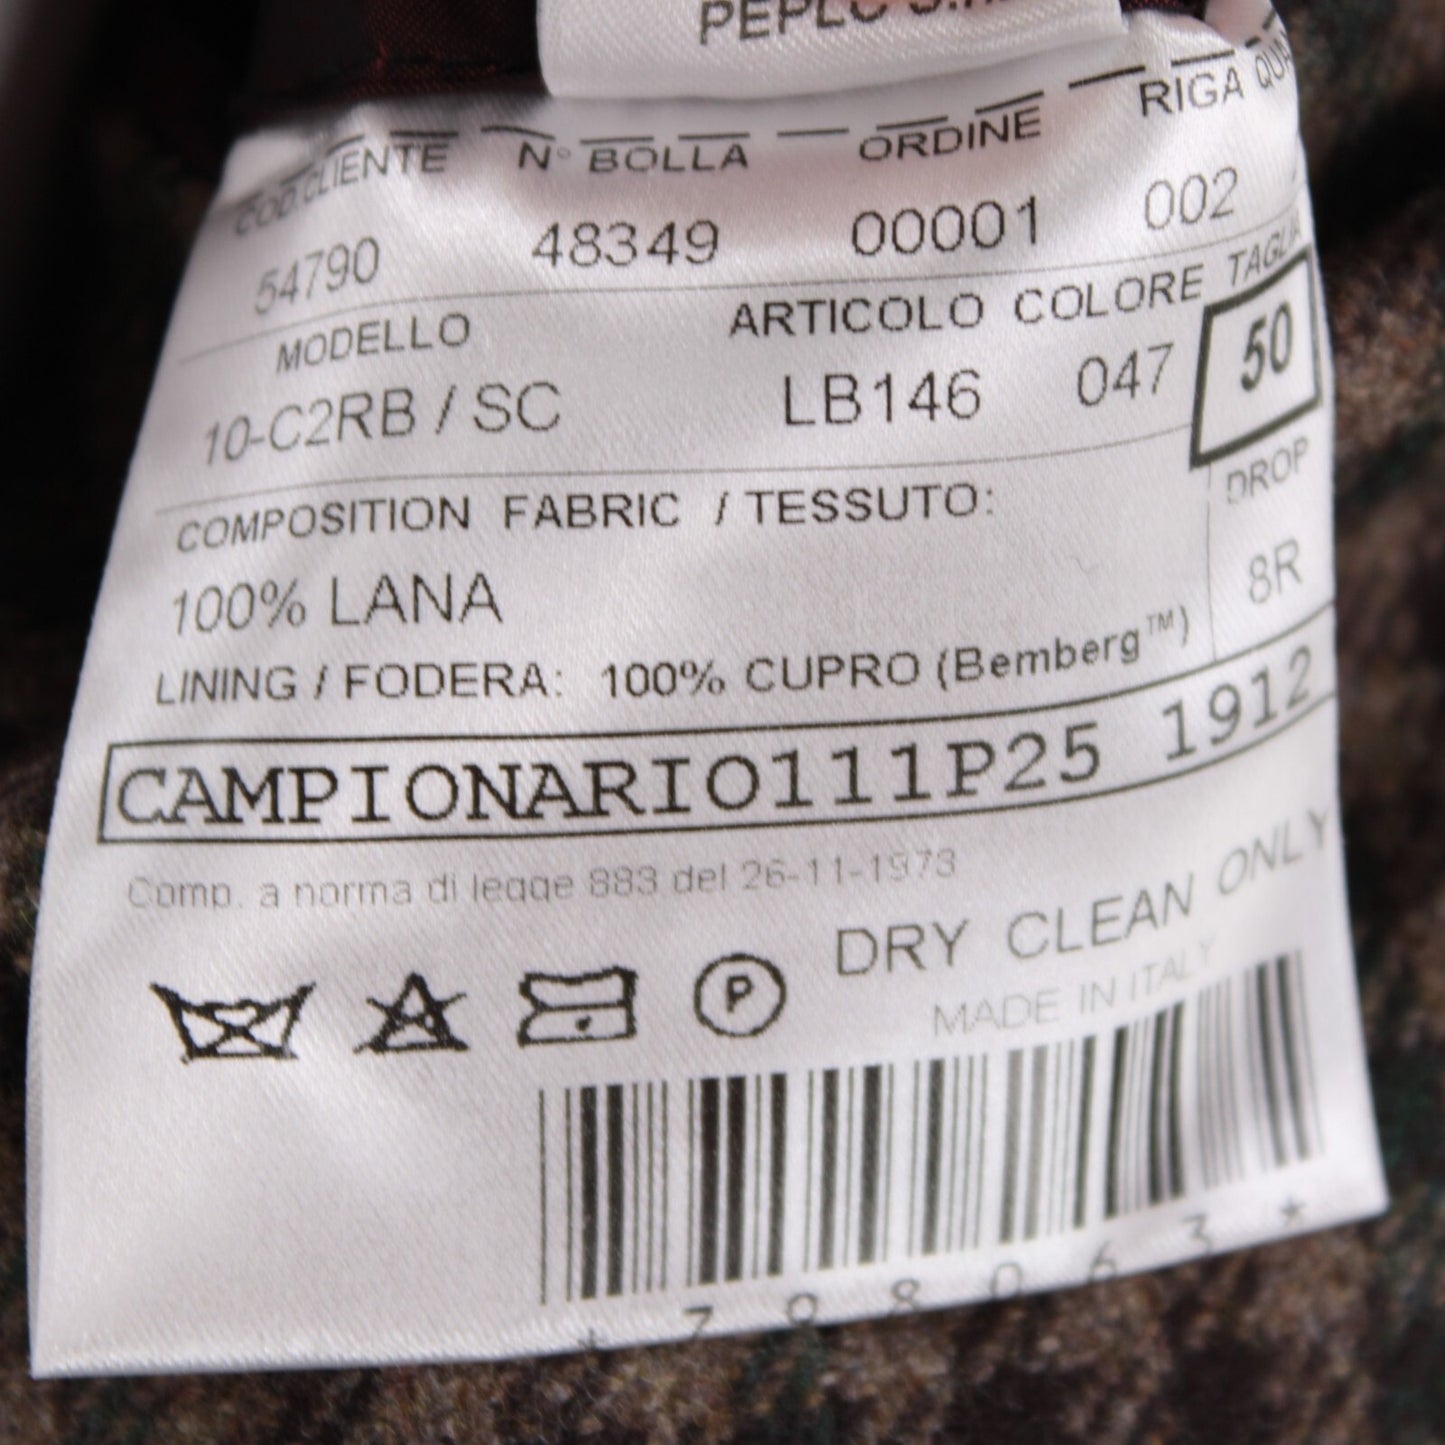 COD.CLIENTE N° BOLLA ORDINE RIGA
54790 48349 00001 002
MODELLO ARTICOLO COLORE TAGLIA
10-C2RB / SC LB146 047 50
COMPOSITION FABRIC / TESSUTO: DROP
100% LANA 8R
LINING / FODERA: 100% CUPRO (Bemberg™)
CAMPIONARIO111P25 1912
Comp. a norma di legge 883 del 26-11-1973
DRY CLEAN ONLY
P
MADE IN ITALY